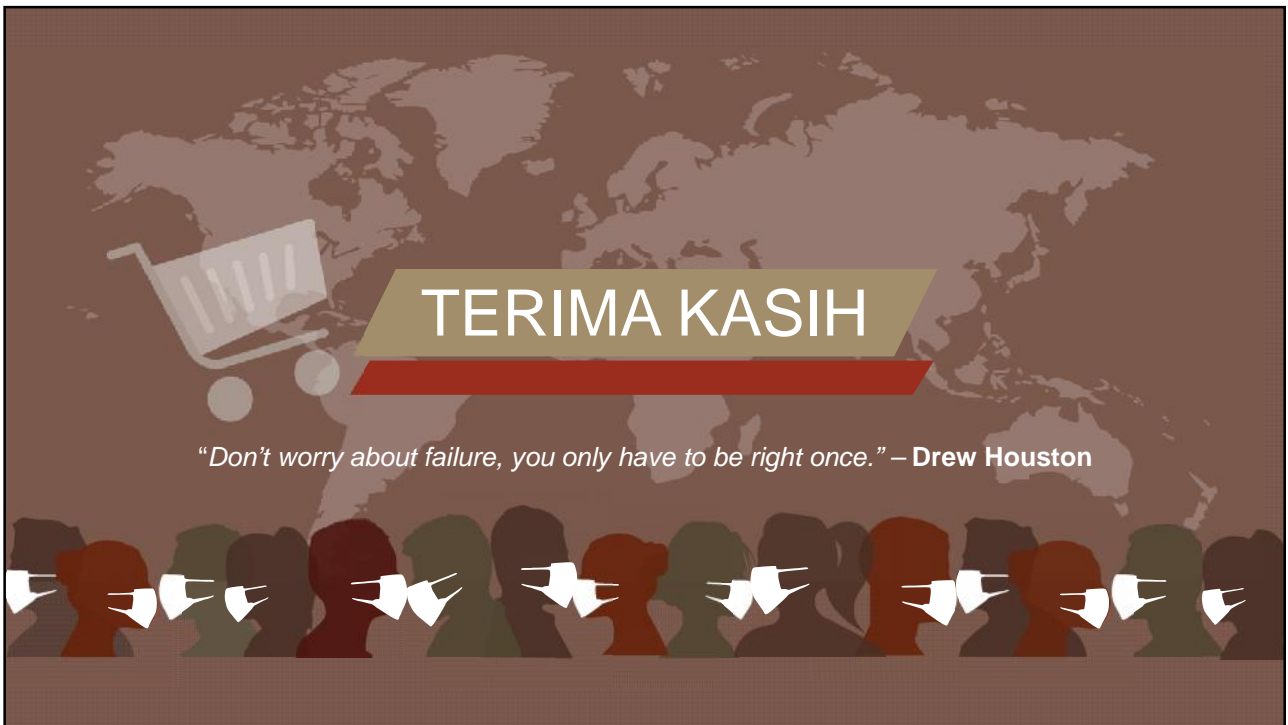 TERIMA KASIH
“Don’t worry about failure, you only have to be right once.” – Drew Houston